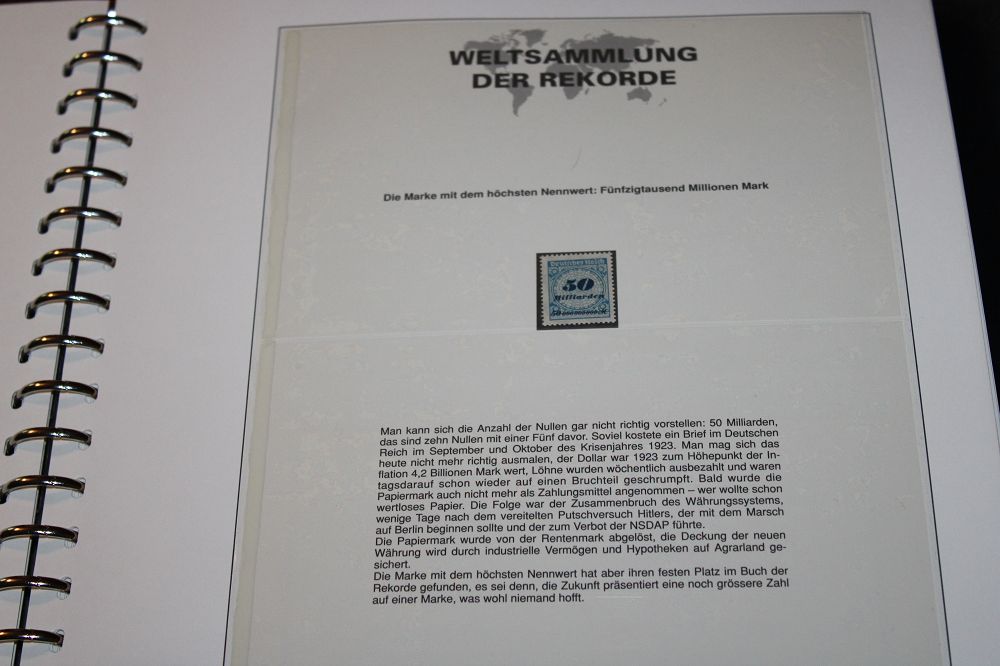 WELTSAMMLUNG
DER REKORDE
Die Marke mit dem höchsten Nennwert: Fünfzigtausend Millionen Mark
Deutsches Reich
50
Milliarden
50000000000 M
Man kann sich die Anzahl der Nullen gar nicht richtig vorstellen: 50 Milliarden,
das sind zehn Nullen mit einer Fünf davor. Soviel kostete ein Brief im Deutschen
Reich im September und Oktober des Krisenjahres 1923. Man mag sich das
heute nicht mehr richtig ausmalen, der Dollar war 1923 zum Höhepunkt der In-
flation 4,2 Billionen Mark wert, Löhne wurden wöchentlich ausbezahlt und waren
tagsdarauf schon wieder auf einen Bruchteil geschrumpft. Bald wurde die
Papiermark auch nicht mehr als Zahlungsmittel angenommen – wer wollte schon
wertloses Papier. Die Folge war der Zusammenbruch des Währungssystems,
wenige Tage nach dem vereitelten Putschversuch Hitlers, der mit dem Marsch
auf Berlin beginnen sollte und der zum Verbot der NSDAP führte.
Die Papiermark wurde von der Rentenmark abgelöst, die Deckung der neuen
Währung wird durch industrielle Vermögen und Hypotheken auf Agrarland ge-
sichert.
Die Marke mit dem höchsten Nennwert hat aber ihren festen Platz im Buch der
Rekorde gefunden, es sei denn, die Zukunft präsentiert eine noch grössere Zahl
auf einer Marke, was wohl niemand hofft.